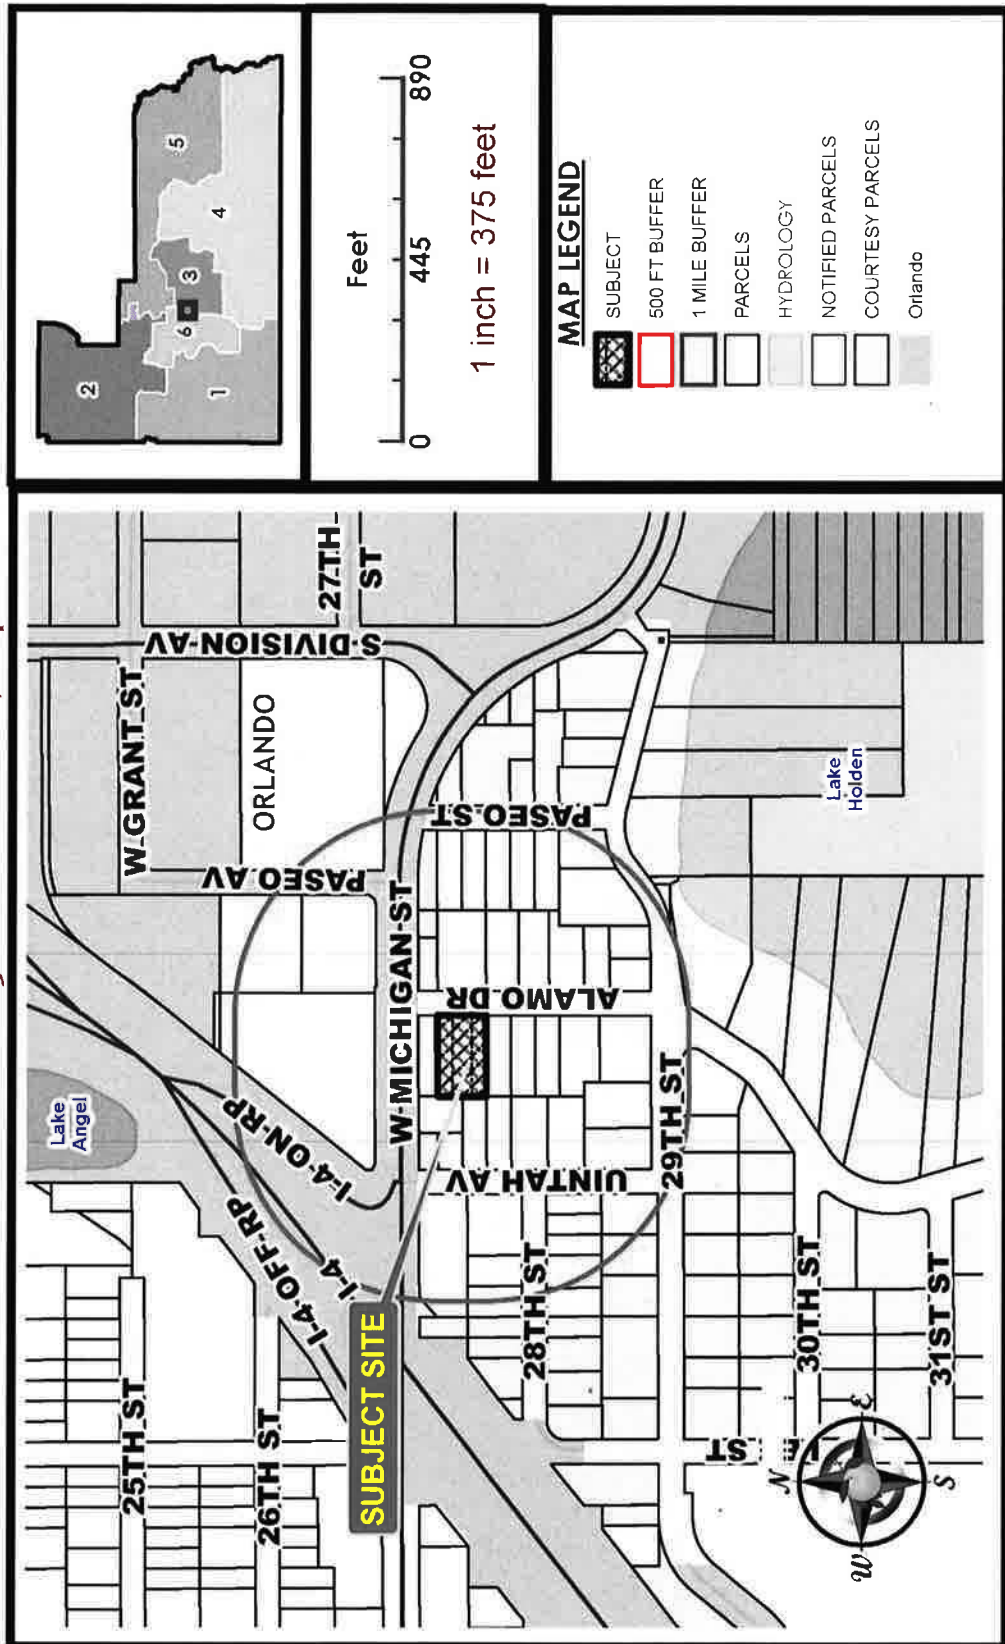 2
1
6
3
4
5
Feet
0
445
890
1 inch = 375 feet
MAP LEGEND
SUBJECT
500 FT BUFFER
1 MILE BUFFER
PARCELS
HYDROLOGY
NOTIFIED PARCELS
COURTESY PARCELS
Orlando
Lake
Angel
W GRANT ST
S DIVISION AV
27TH
ST
ORLANDO
PASEO AV
I-4 ON RP
I-4 OFF RP
I-4
25TH ST
26TH ST
SUBJECT SITE
W MICHIGAN ST
PASEO ST
ALAMO DR
UINTAH AV
28TH ST
29TH ST
30TH ST
31ST ST
ST
Lake
Holden
N
E
S
W